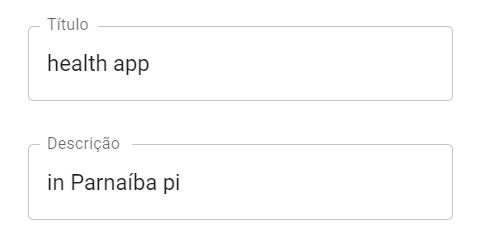 Título
health app
Descrição
in Parnaíba pi